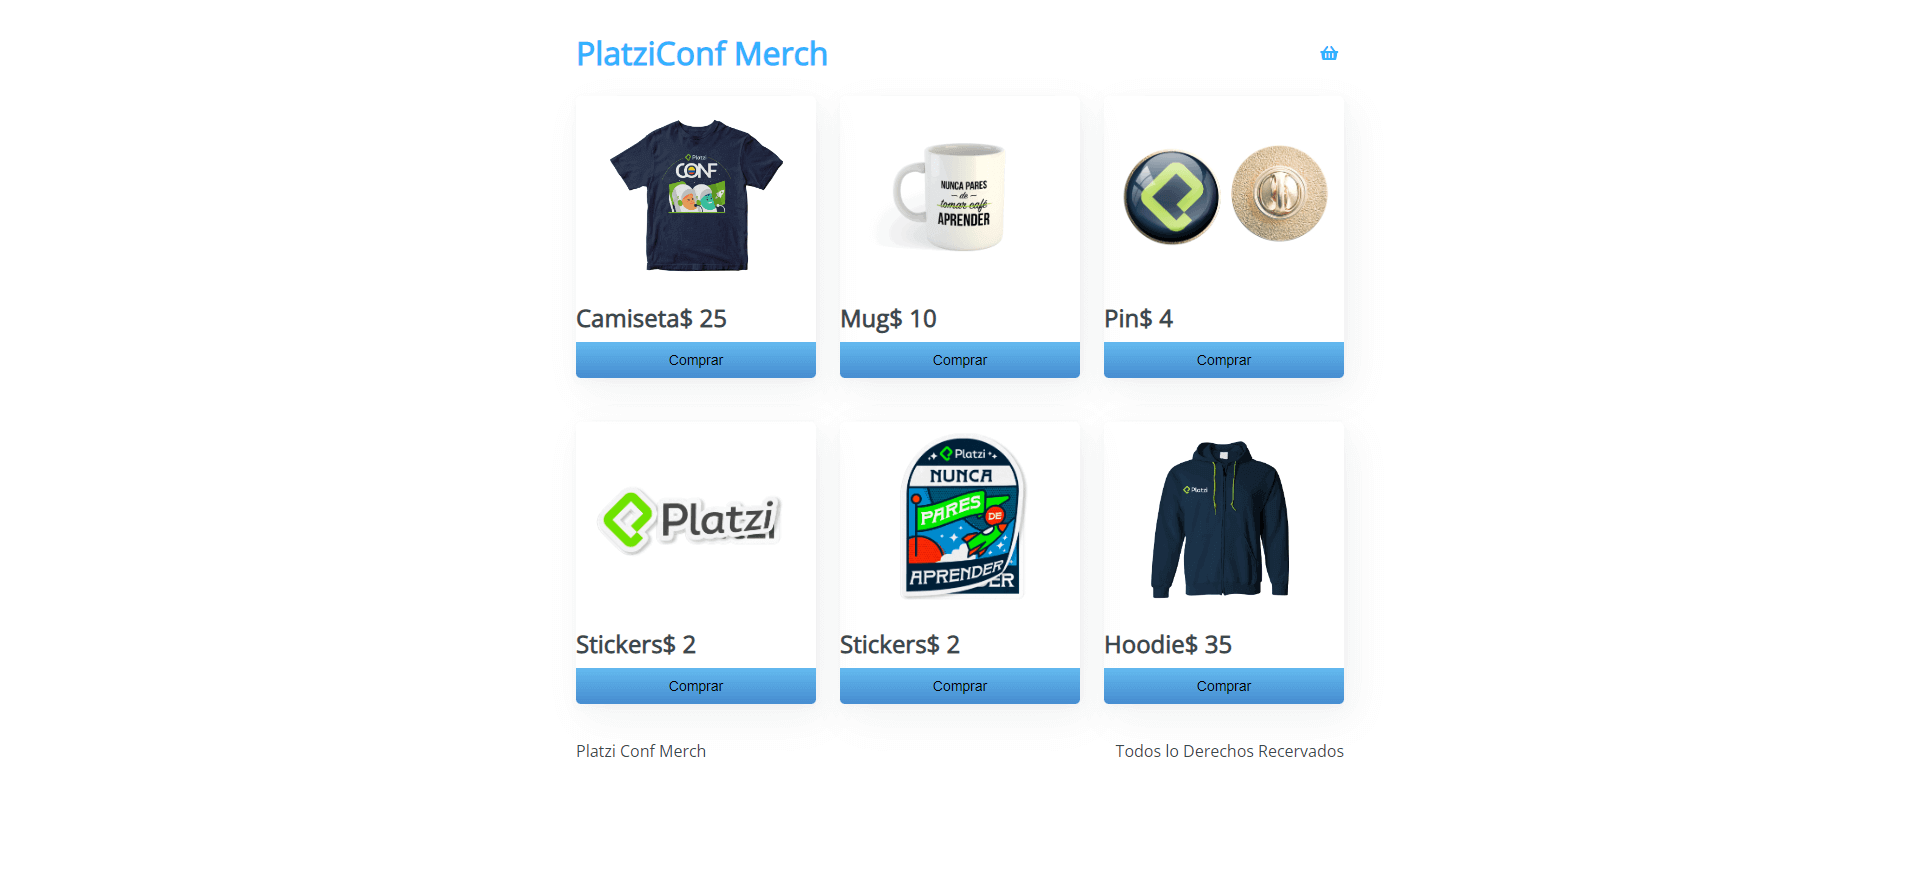 PlatziConf Merch
Platzi
CONF
NUNCA PARES
de
tomar café
APRENDER
Camiseta$ 25
Mug$ 10
Pin$ 4
Comprar
Comprar
Comprar
Platzi
Platzi
NUNCA
PARES
DE
APRENDER
DER
Platzi
Stickers$ 2
Stickers$ 2
Hoodie$ 35
Comprar
Comprar
Comprar
Platzi Conf Merch
Todos lo Derechos Recervados